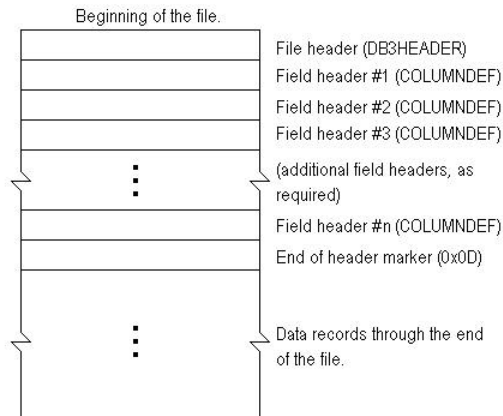 Beginning of the file.
File header (DB3HEADER)
Field header #1 (COLUMNDEF)
Field header #2 (COLUMNDEF)
Field header #3 (COLUMNDEF)
(additional field headers, as
required)
Field header #n (COLUMNDEF)
End of header marker (0x0D)
Data records through the end
of the file.